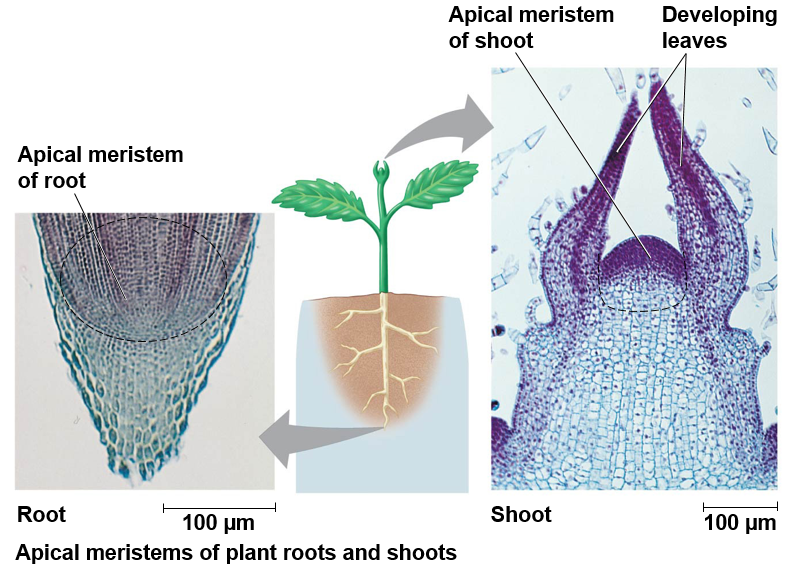 Apical meristem
of shoot
Developing
leaves
Apical meristem
of root
Root
100 µm
Shoot
100 µm
Apical meristems of plant roots and shoots